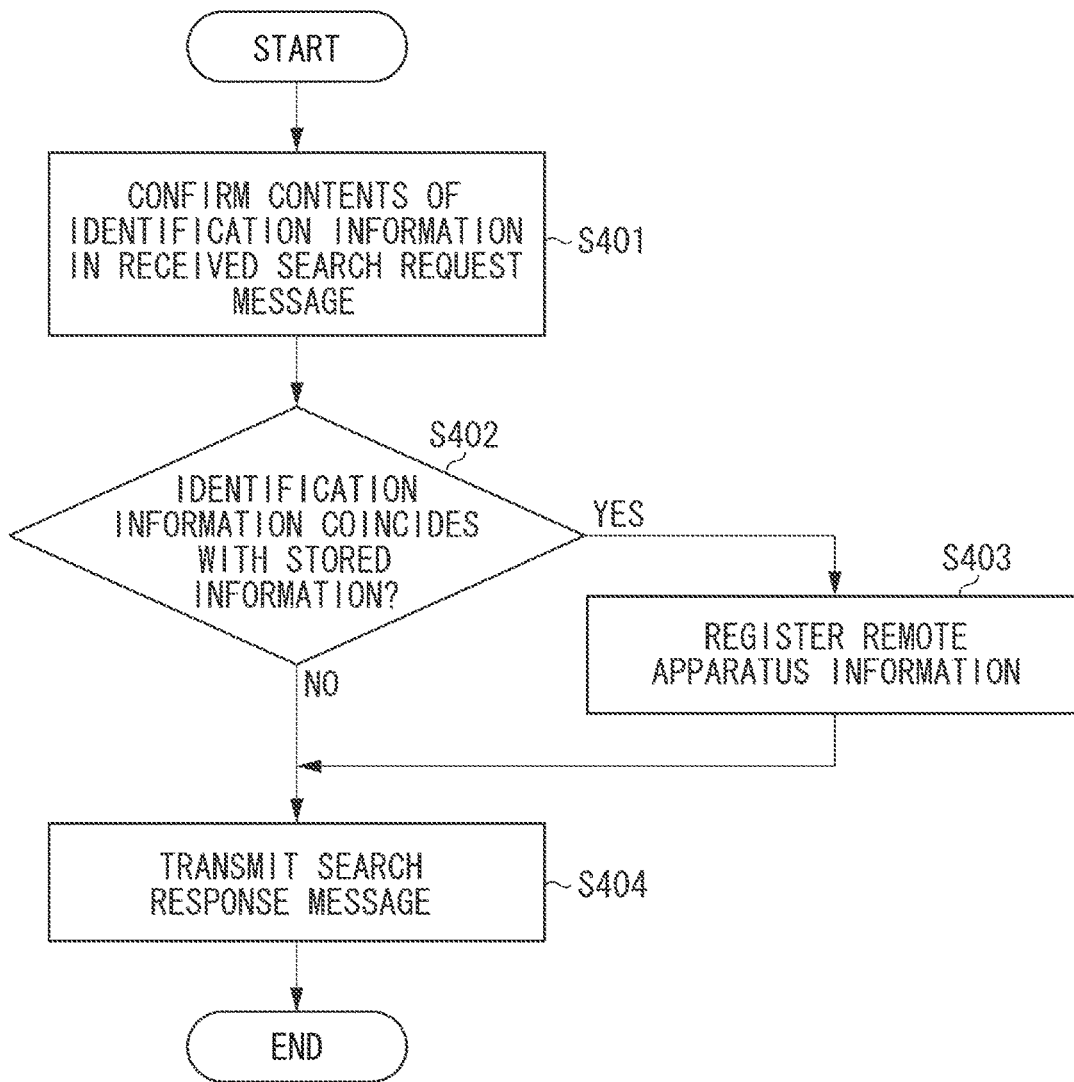 START
CONFIRM CONTENTS OF
IDENTIFICATION INFORMATION
IN RECEIVED SEARCH REQUEST
MESSAGE
S401
S402
IDENTIFICATION
INFORMATION COINCIDES
WITH STORED
INFORMATION?
YES
S403
REGISTER REMOTE
APPARATUS INFORMATION
NO
TRANSMIT SEARCH
RESPONSE MESSAGE
S404
END